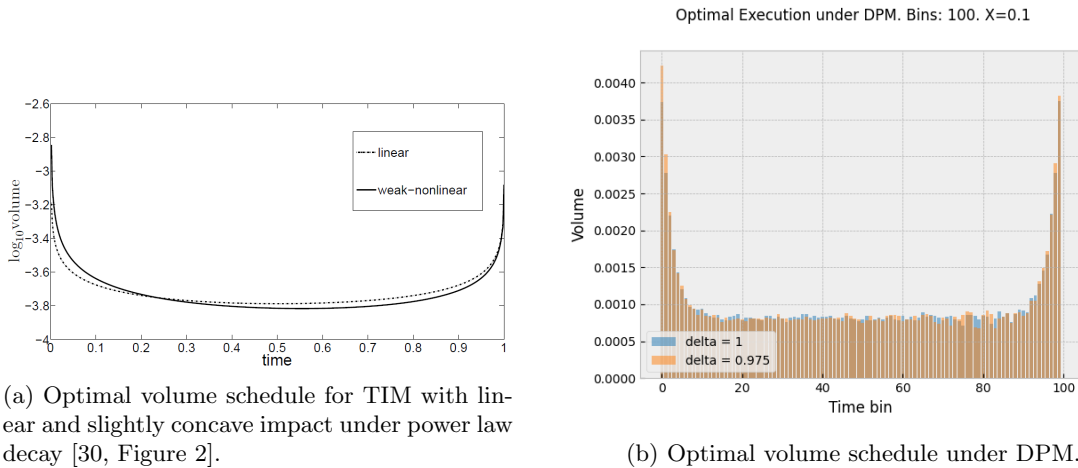 -2.6
-2.8
-3
-3.2
-3.4
-3.6
-3.8
-4
log10volume
linear
weak-nonlinear
0 0.1 0.2 0.3 0.4 0.5 0.6 0.7 0.8 0.9 1
time
(a) Optimal volume schedule for TIM with lin-
ear and slightly concave impact under power law
decay [30, Figure 2].
Optimal Execution under DPM. Bins: 100. X=0.1
0.0040
0.0035
0.0030
0.0025
0.0020
0.0015
0.0010
0.0005
0.0000
Volume
delta = 1
delta = 0.975
0 20 40 60 80 100
Time bin
(b) Optimal volume schedule under DPM.